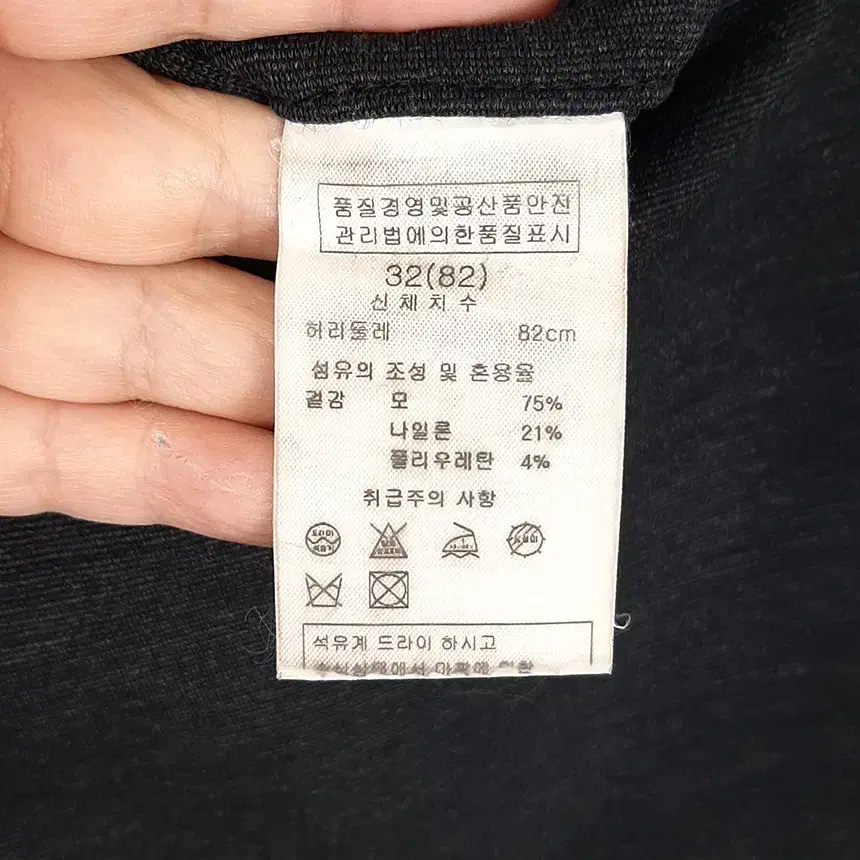 품질경영및공산품안전
관리법에의한품질표시
32(82)
신체치수
허리둘레 82cm
섬유의 조성 및 혼용율
겉감 모 75%
나일론 21%
폴리우레탄 4%
취급주의 사항
드라이
석유계 드라이 하시고